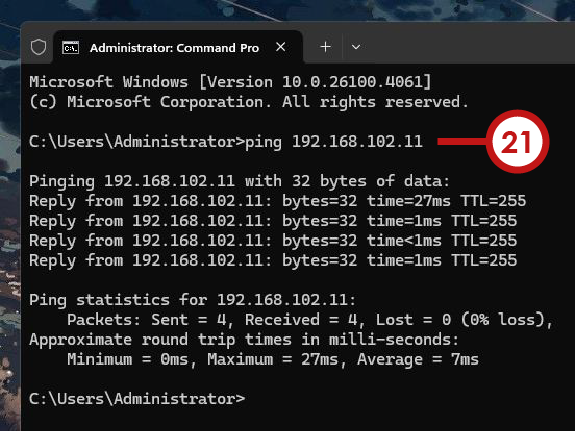 Administrator: Command Pro
Microsoft Windows [Version 10.0.26100.4061]
(c) Microsoft Corporation. All rights reserved.
C:\Users\Administrator>ping 192.168.102.11
21
Pinging 192.168.102.11 with 32 bytes of data:
Reply from 192.168.102.11: bytes=32 time=27ms TTL=255
Reply from 192.168.102.11: bytes=32 time=1ms TTL=255
Reply from 192.168.102.11: bytes=32 time<1ms TTL=255
Reply from 192.168.102.11: bytes=32 time=1ms TTL=255
Ping statistics for 192.168.102.11:
Packets: Sent = 4, Received = 4, Lost = 0 (0% loss),
Approximate round trip times in milli-seconds:
Minimum = 0ms, Maximum = 27ms, Average = 7ms
C:\Users\Administrator>